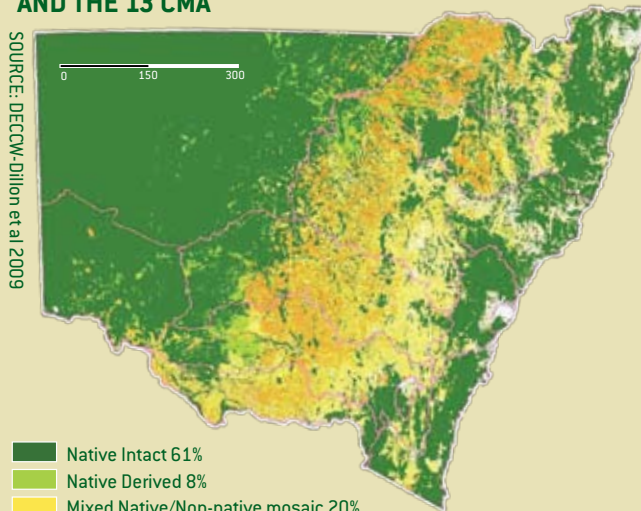 AND THE 13 CMA
SOURCE: DECCW-Dillon et al 2009
0 150 300
Native Intact 61%
Native Derived 8%
Mixed Native/Non-native mosaic 20%